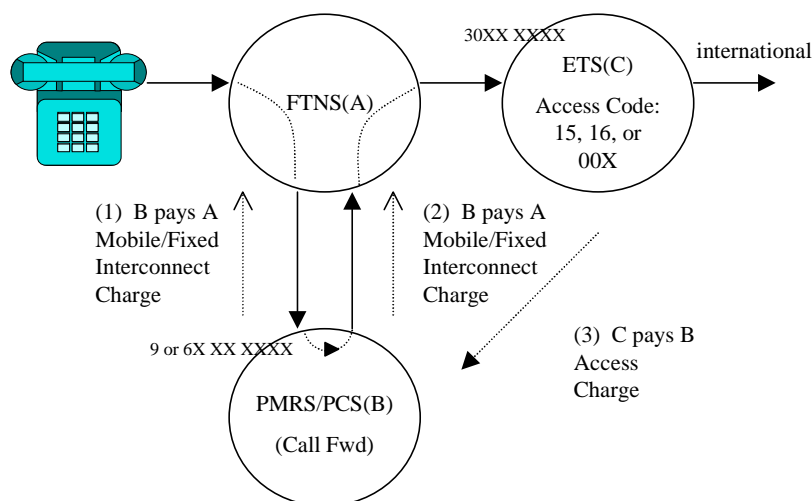 30XX XXXX
international
FTNS(A)
ETS(C)
Access Code:
15, 16, or
00X
(1)  B pays A
Mobile/Fixed
Interconnect
Charge
(2)  B pays A
Mobile/Fixed
Interconnect
Charge
(3)  C pays B
Access
Charge
9 or 6X XX XXXX
PMRS/PCS(B)
(Call Fwd)